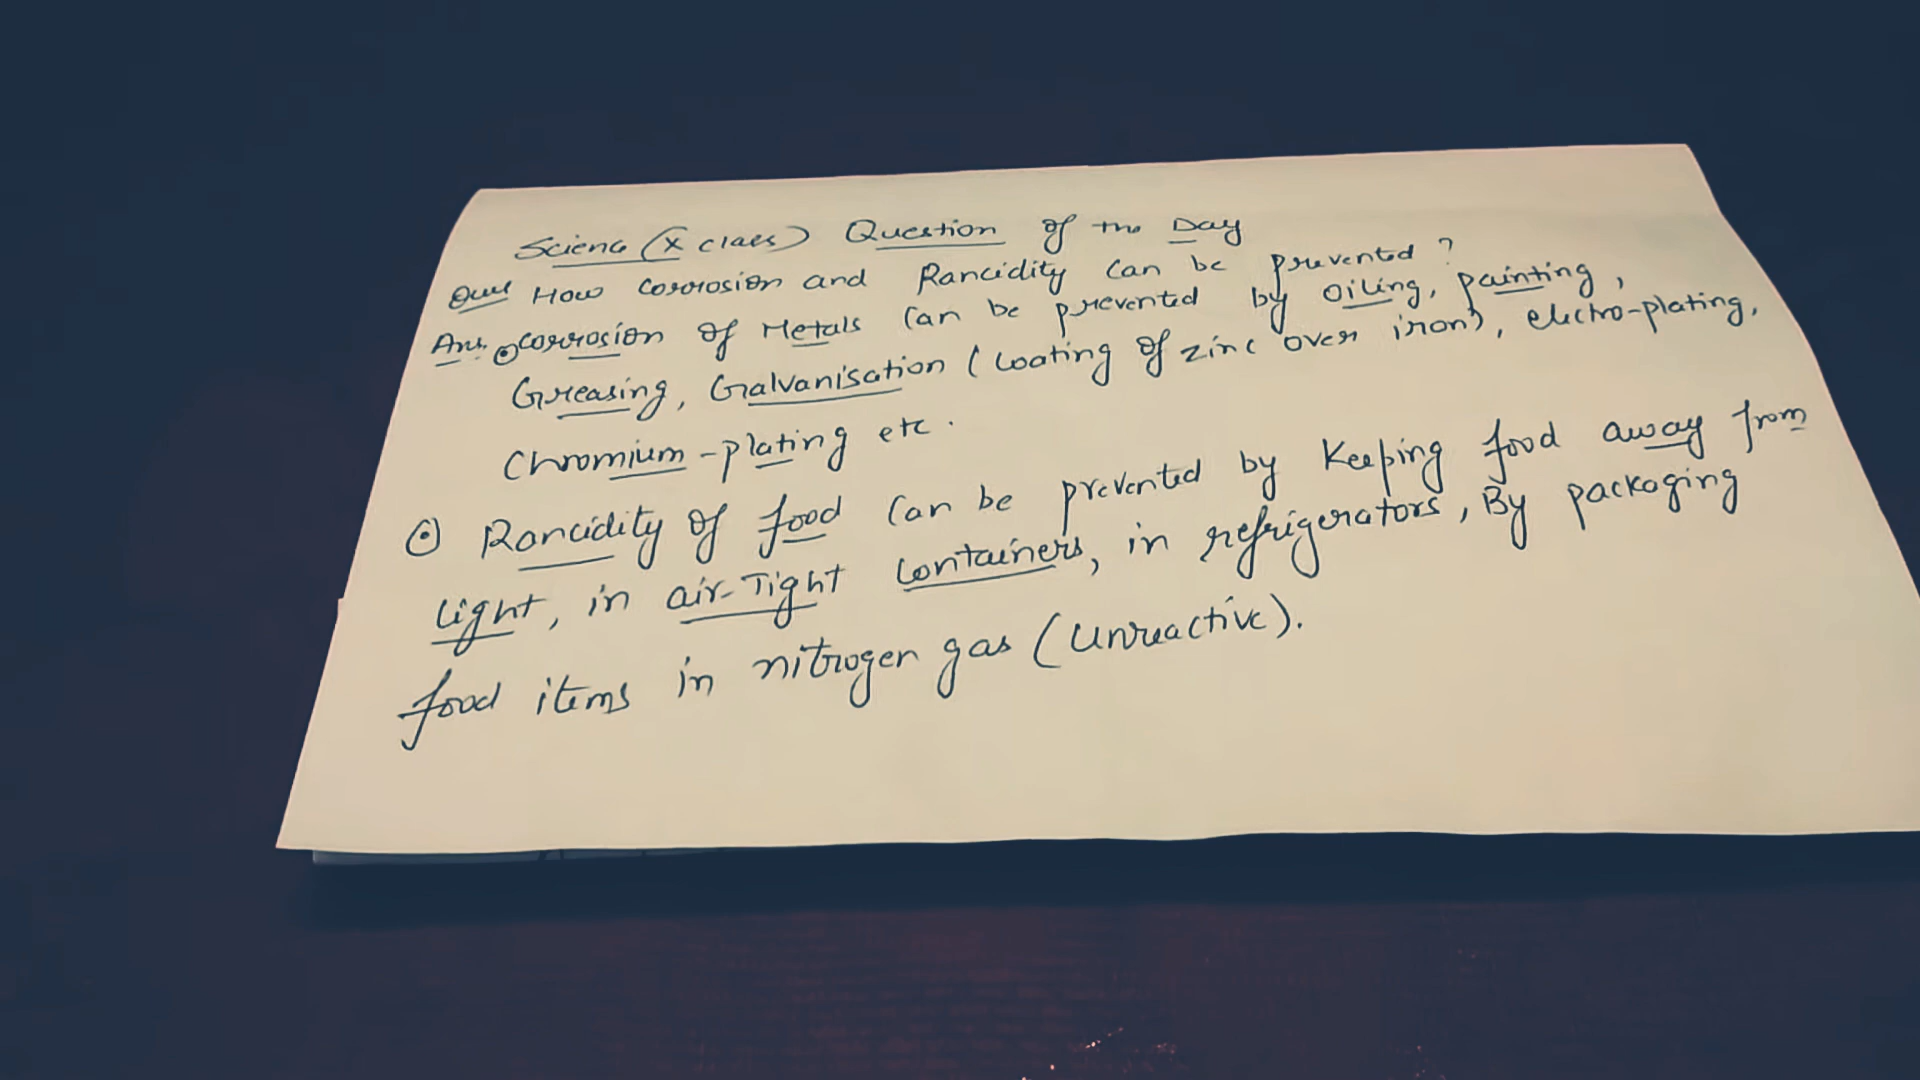 Science (X class) Question of the Day
Ques How corrosion and Rancidity can be prevented?
Ans. ⊙ corrosion of Metals can be prevented by oiling, painting,
Greasing, Galvanisation (coating of zinc over iron), electro-plating,
Chromium-plating etc.
⊙ Rancidity of food can be prevented by keeping food away from
light, in air-Tight containers, in refrigerators, By packaging
food items in nitrogen gas (unreactive).